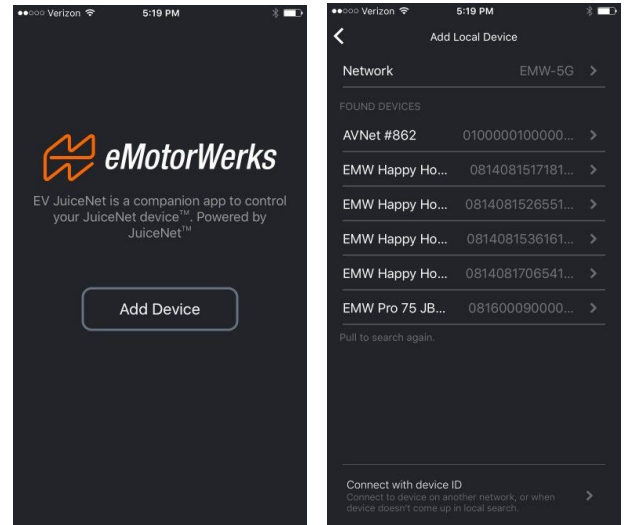 Verizon
5:19 PM
eMotorWerks
EV JuiceNet is a companion app to control
your JuiceNet device™. Powered by
JuiceNet™
Add Device
Verizon
5:19 PM
Add Local Device
Network EMW-5G
FOUND DEVICES
AVNet #862 0100000100000...
EMW Happy Ho... 0814081517181...
EMW Happy Ho... 0814081526551...
EMW Happy Ho... 0814081536161...
EMW Happy Ho... 0814081706541...
EMW Pro 75 JB... 081600090000...
Pull to search again.
Connect with device ID
Connect to device on another network, or when
device doesn't come up in local search.